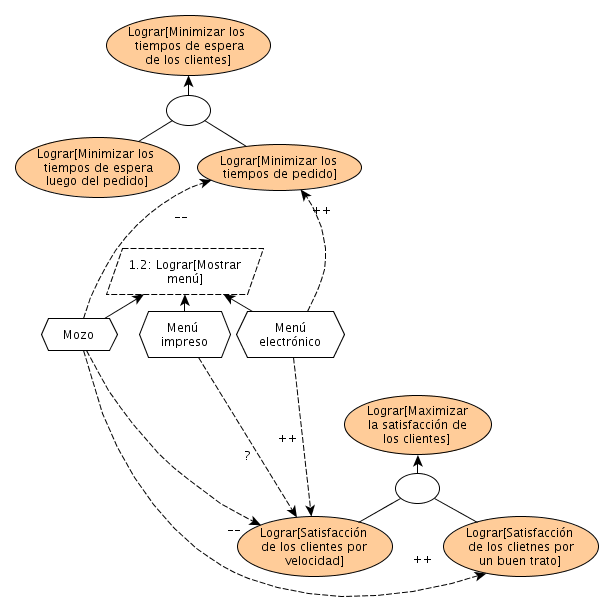 Lograr[Minimizar los
tiempos de espera
de los clientes]
Lograr[Minimizar los
tiempos de espera
luego del pedido]
Lograr[Minimizar los
tiempos de pedido]
--
++
1.2: Lograr[Mostrar
menú]
Mozo
Menú
impreso
Menú
electrónico
Lograr[Maximizar
la satisfacción de
los clientes]
++
?
--
Lograr[Satisfacción
de los clientes por
velocidad]
Lograr[Satisfacción
de los clietnes por
un buen trato]
++